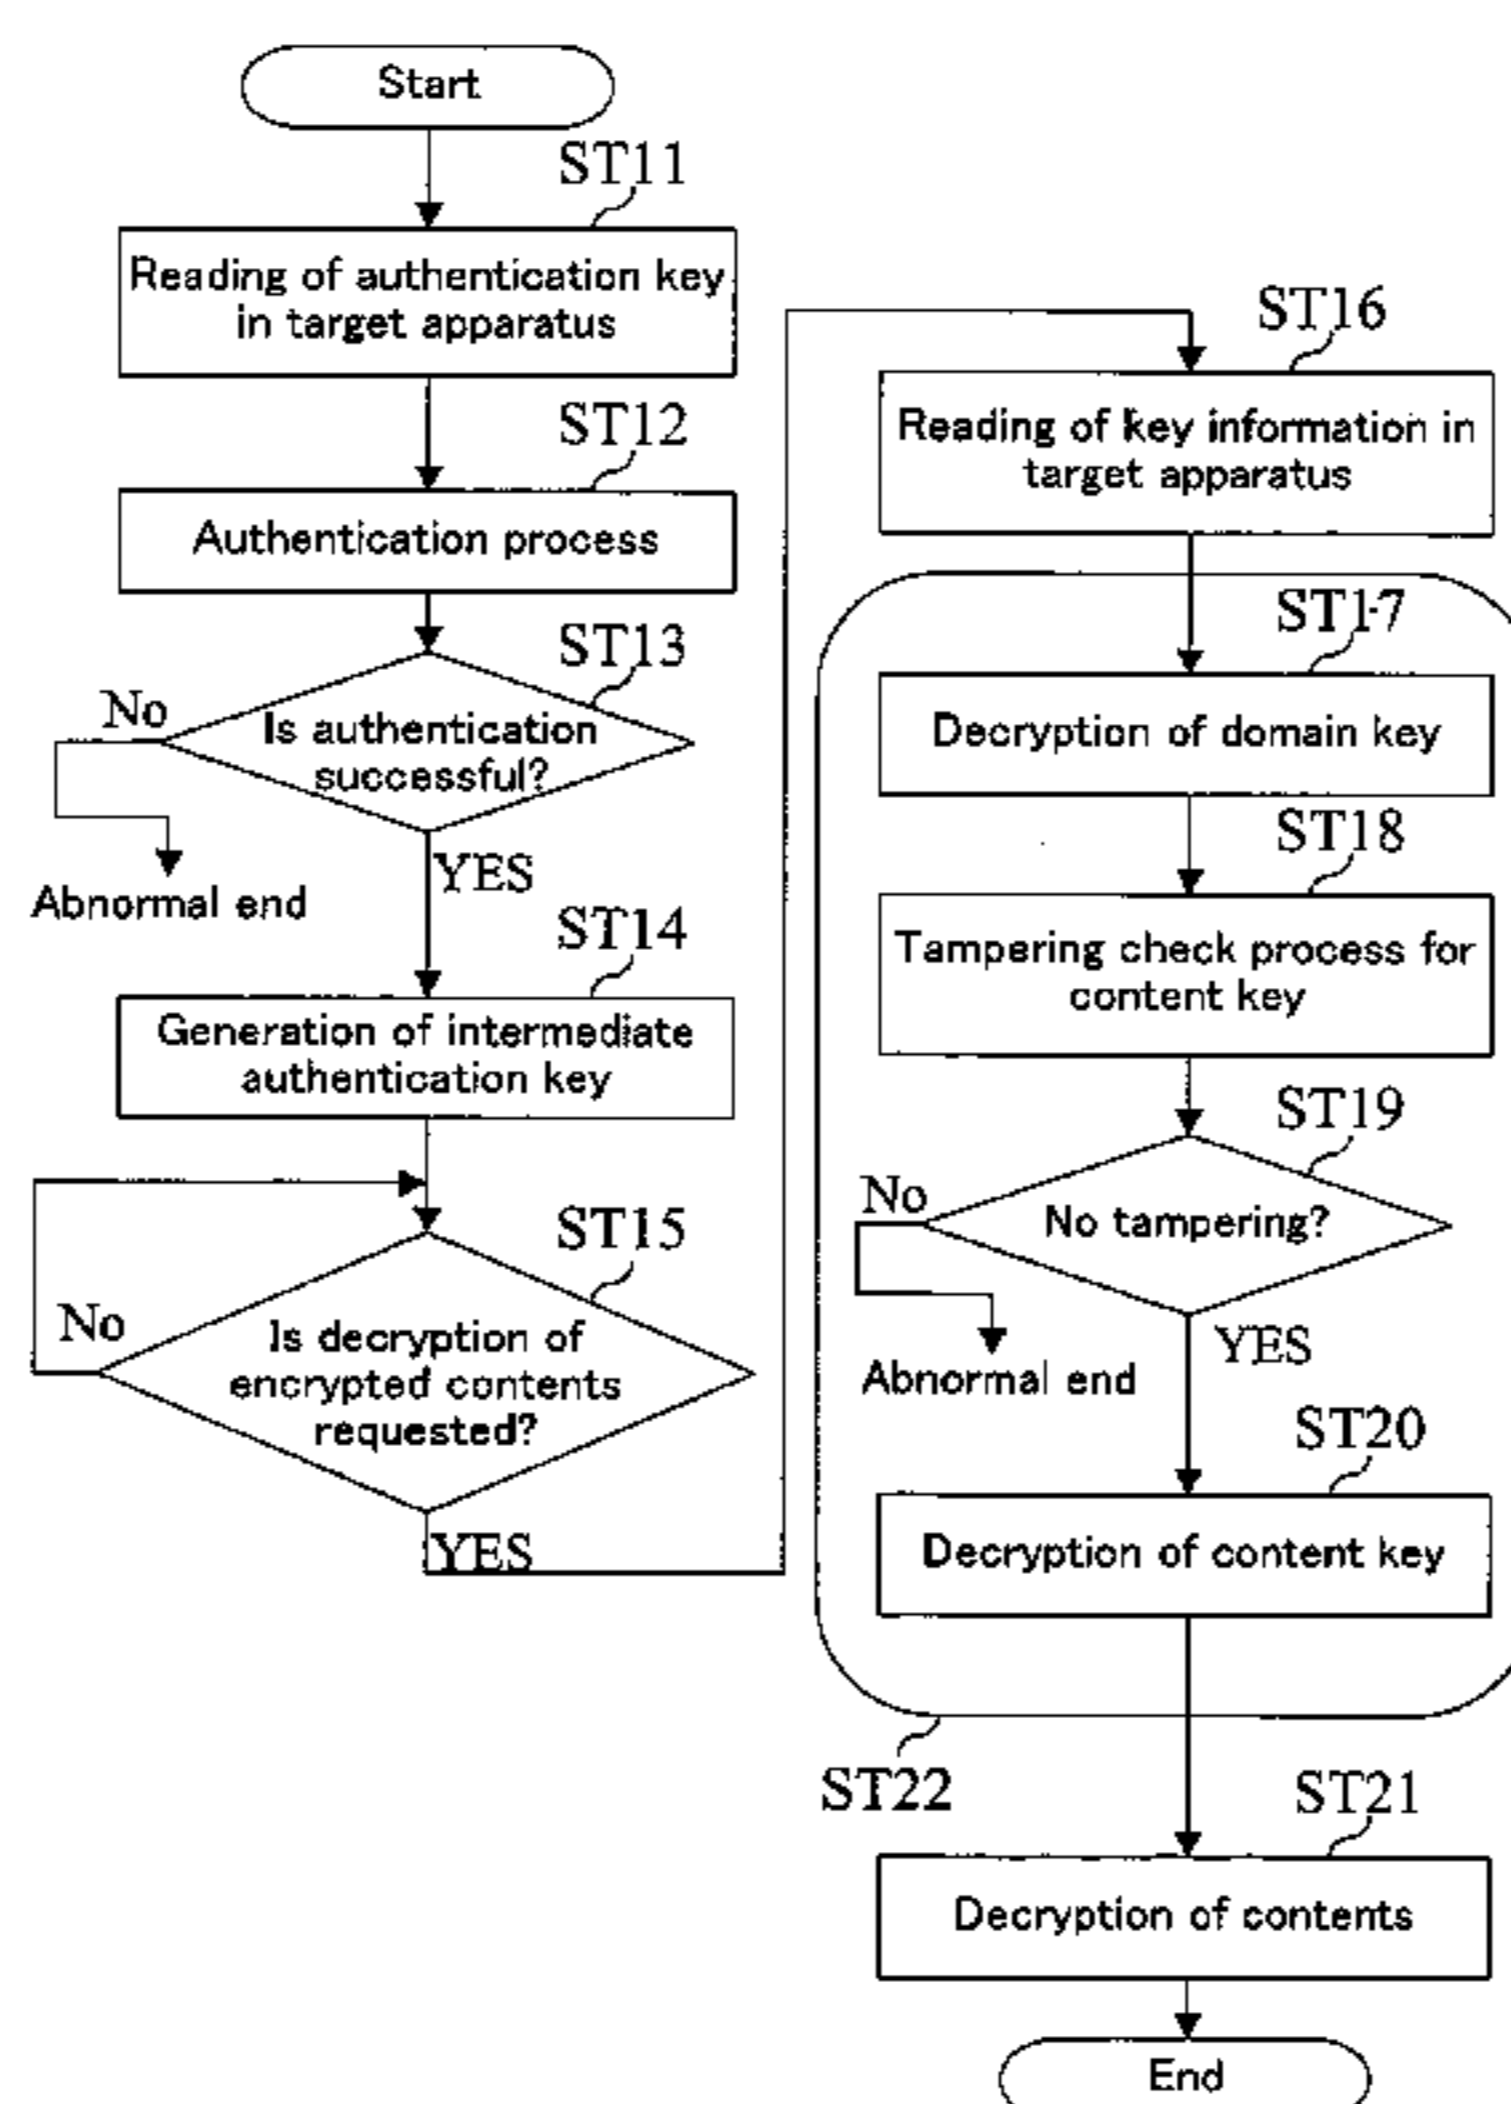 Start
ST11
Reading of authentication key
in target apparatus
ST12
Authentication process
ST13
No
Is authentication
successful?
YES
Abnormal end
ST14
Generation of intermediate
authentication key
ST15
No
Is decryption of
encrypted contents
requested?
YES
ST16
Reading of key information in
target apparatus
ST17
Decryption of domain key
ST18
Tampering check process for
content key
ST19
No
No tampering?
YES
Abnormal end
ST20
Decryption of content key
ST22
ST21
Decryption of contents
End